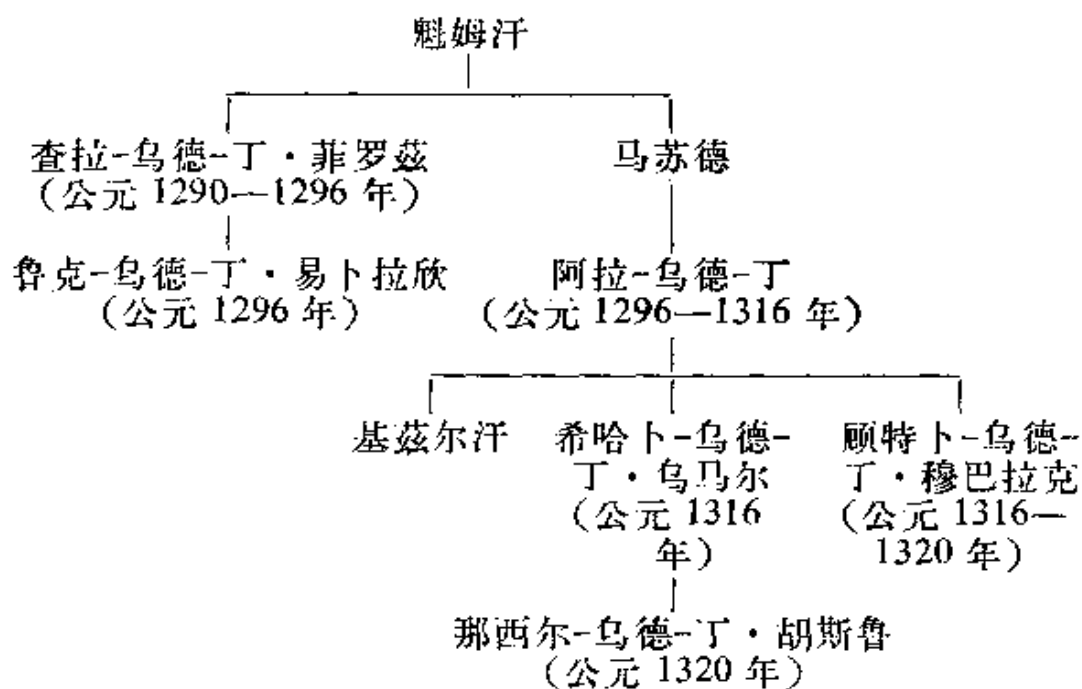 魁姆汗
查拉-乌德-丁·菲罗兹
马苏德
(公元 1290—1296 年)
鲁克-乌德-丁·易卜拉欣
阿拉-乌德-丁
(公元 1296 年)
(公元 1296—1316 年)
基兹尔汗
希哈卜-乌德-
丁·乌马尔
(公元 1316
年)
顾特卜-乌德-
丁·穆巴拉克
(公元 1316—
1320 年)
那西尔-乌德-丁·胡斯鲁
(公元 1320 年)